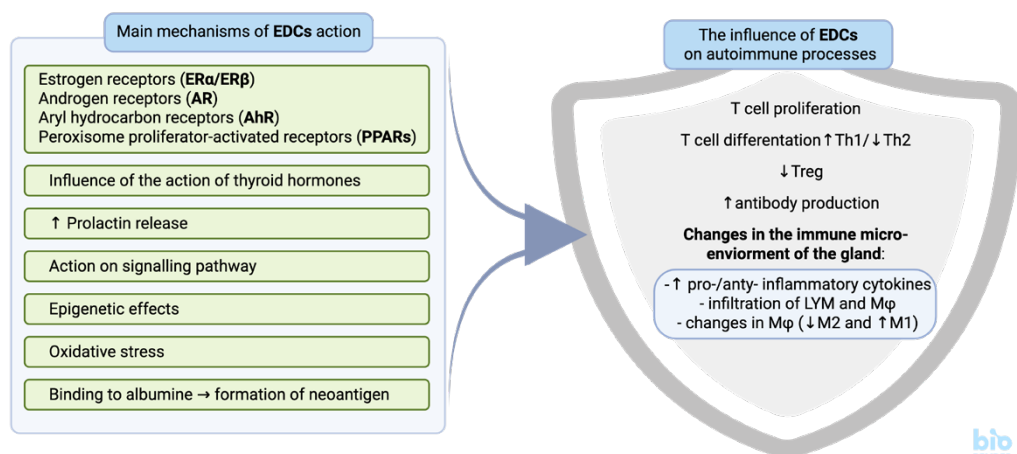 Main mechanisms of EDCs action
Estrogen receptors (ERα/ERβ)
Androgen receptors (AR)
Aryl hydrocarbon receptors (AhR)
Peroxisome proliferator-activated receptors (PPARs)
Influence of the action of thyroid hormones
↑ Prolactin release
Action on signalling pathway
Epigenetic effects
Oxidative stress
Binding to albumine → formation of neoantigen
The influence of EDCs
on autoimmune processes
T cell proliferation
T cell differentation↑Th1/↓Th2
↓Treg
↑antibody production
Changes in the immune micro-
enviorment of the gland:
-↑ pro-/anty- inflammatory cytokines
- infiltration of LYM and Mφ
- changes in Mφ (↓M2 and ↑M1)
bio